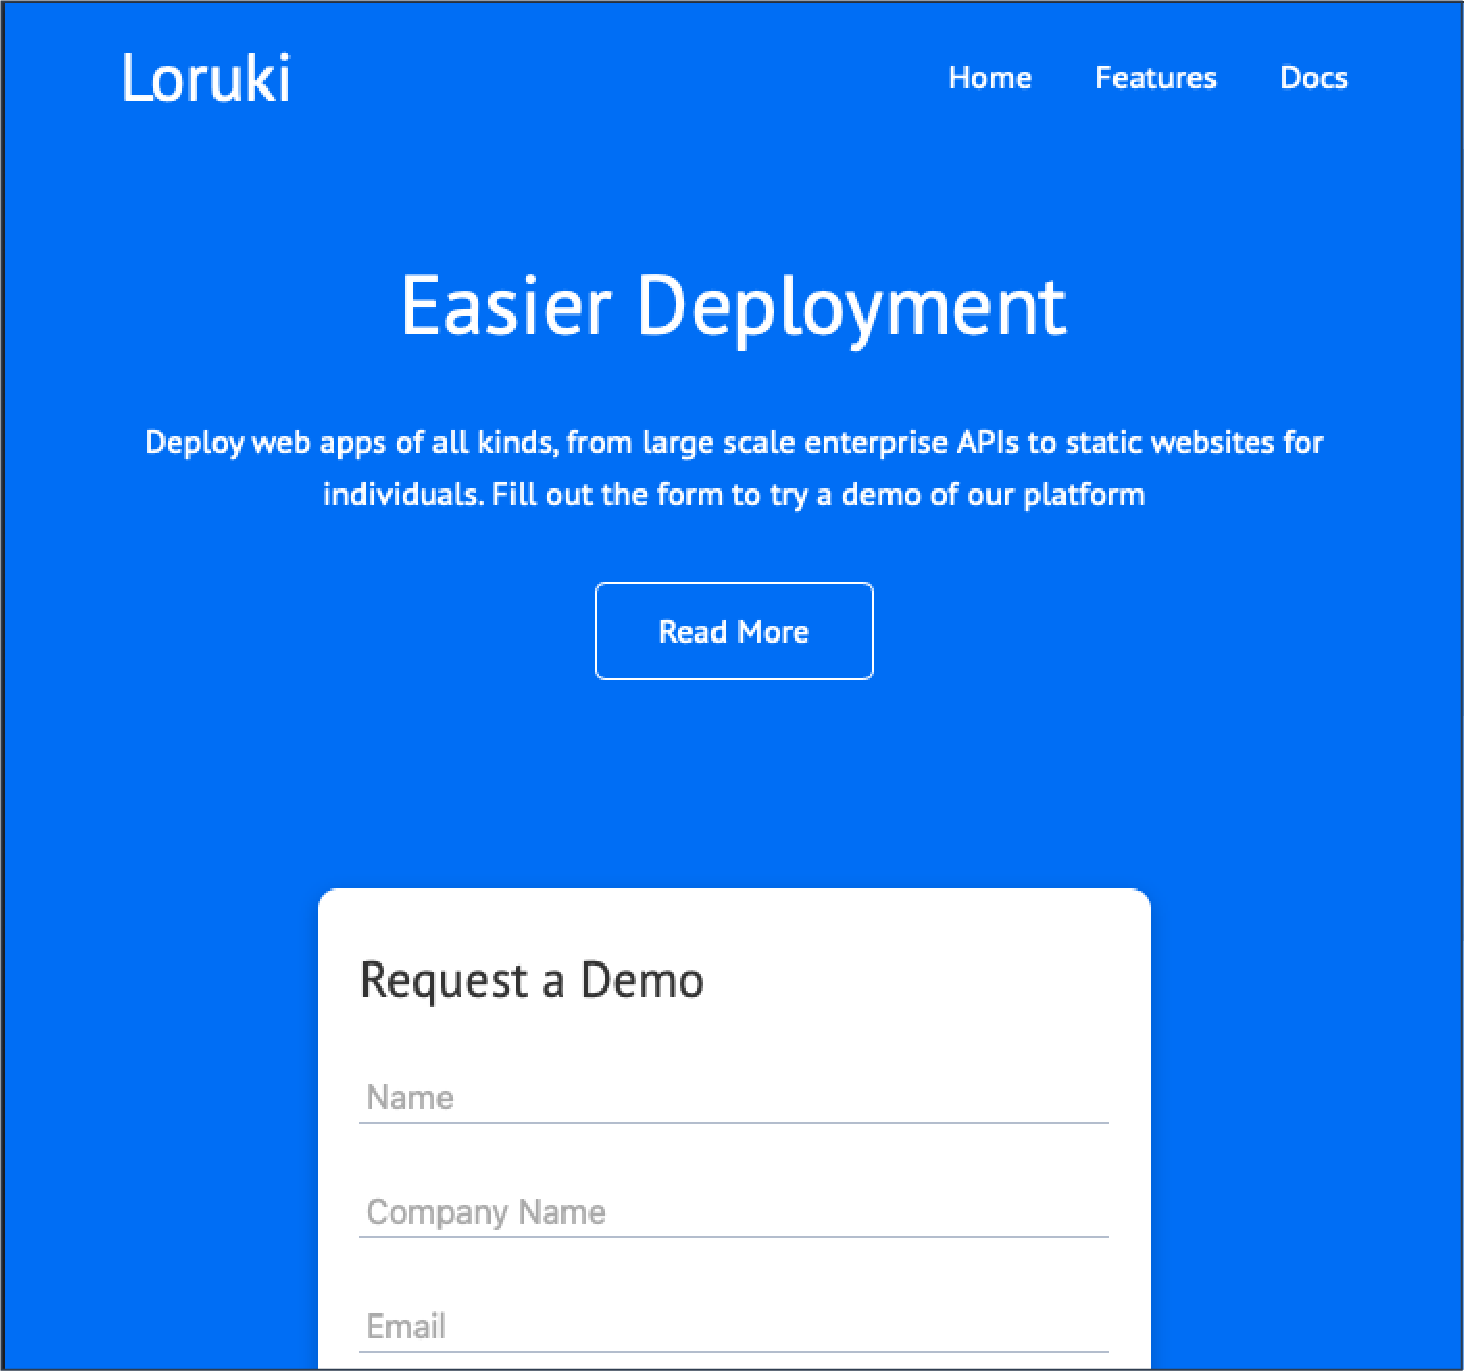 Loruki
Home Features Docs
Easier Deployment
Deploy web apps of all kinds, from large scale enterprise APIs to static websites for
individuals. Fill out the form to try a demo of our platform
Read More
Request a Demo
Name
Company Name
Email